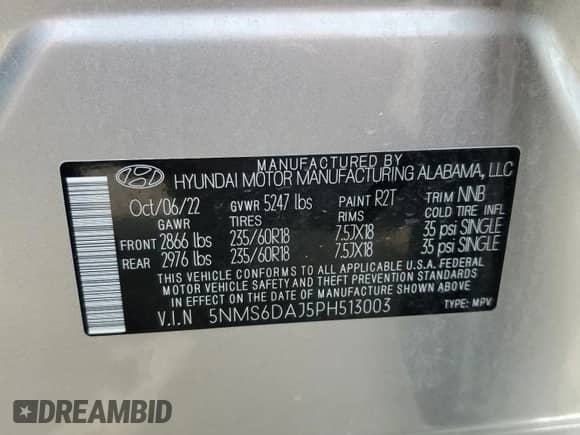 MANUFACTURED BY
HYUNDAI MOTOR MANUFACTURING ALABAMA, LLC
Oct/06/22 GVWR 5247 lbs PAINT R2T TRIM NNB
GAWR TIRES RIMS COLD TIRE INFL
FRONT 2866 lbs 235/60R18 7.5JX18 35 psi SINGLE
REAR 2976 lbs 235/60R18 7.5JX18 35 psi SINGLE
THIS VEHICLE CONFORMS TO ALL APPLICABLE U.S.A. FEDERAL
MOTOR VEHICLE SAFETY AND THEFT PREVENTION STANDARDS
IN EFFECT ON THE DATE OF MANUFACTURE SHOWN ABOVE
V.I.N 5NMS6DAJ5PH513003 TYPE: MPV
DREAMBID